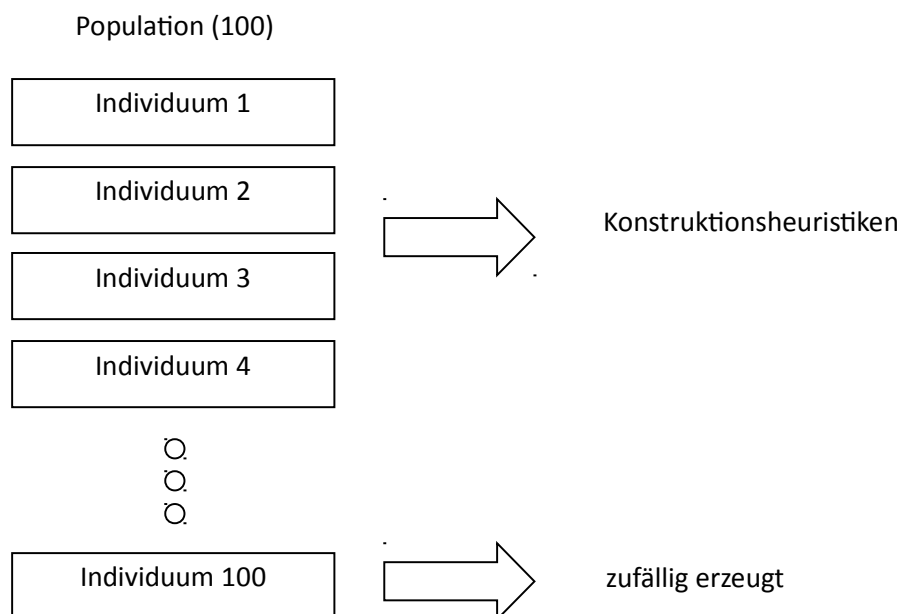 Population (100)
Individuum 1
Individuum 2
Konstruktionsheuristiken
Individuum 3
Individuum 4
Individuum 100
zufällig erzeugt